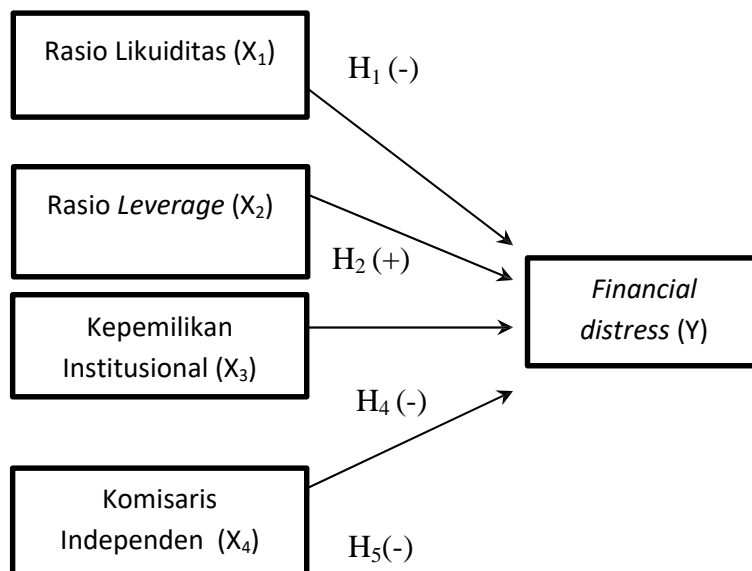 Rasio Likuiditas (X₁)
H₁ (-)
Rasio Leverage (X₂)
H₂ (+)
Kepemilikan
Institusional (X₃)
Financial
distress (Y)
H₄ (-)
Komisaris
Independen (X₄)
H₅(-)